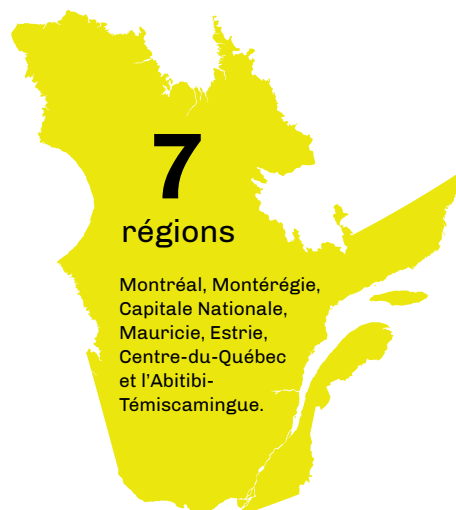 7
régions
Montréal, Montérégie,
Capitale Nationale,
Mauricie, Estrie,
Centre-du-Québec
et l'Abitibi-
Témiscamingue.